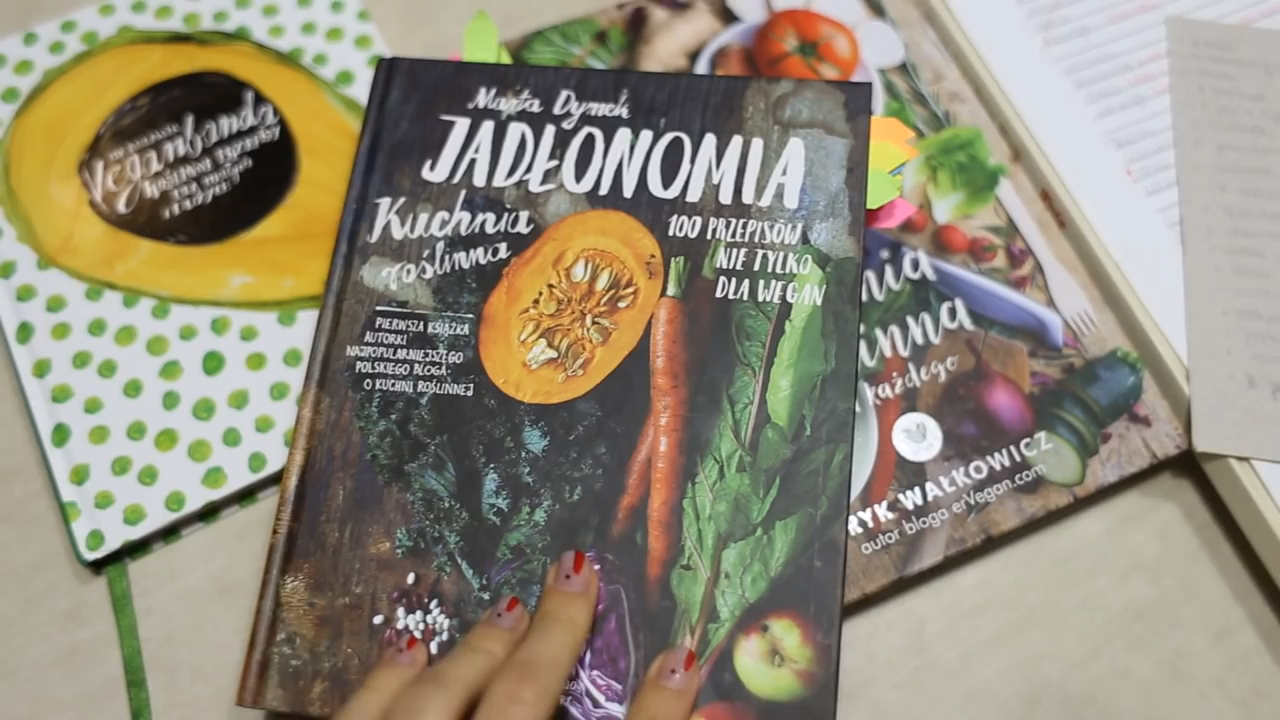 Veganbanda
Marta Dymek
JADŁONOMIA
Kuchnia
roślinna
100 PRZEPISÓW
NIE TYLKO
DLA WEGAN
PIERWSZA KSIĄŻKA
AUTORKI
NAJPOPULARNIEJSZEGO
POLSKIEGO BLOGA
O KUCHNI ROŚLINNEJ
nia
inna
każdego
RYK WAŁKOWICZ
autor bloga erVegan.com